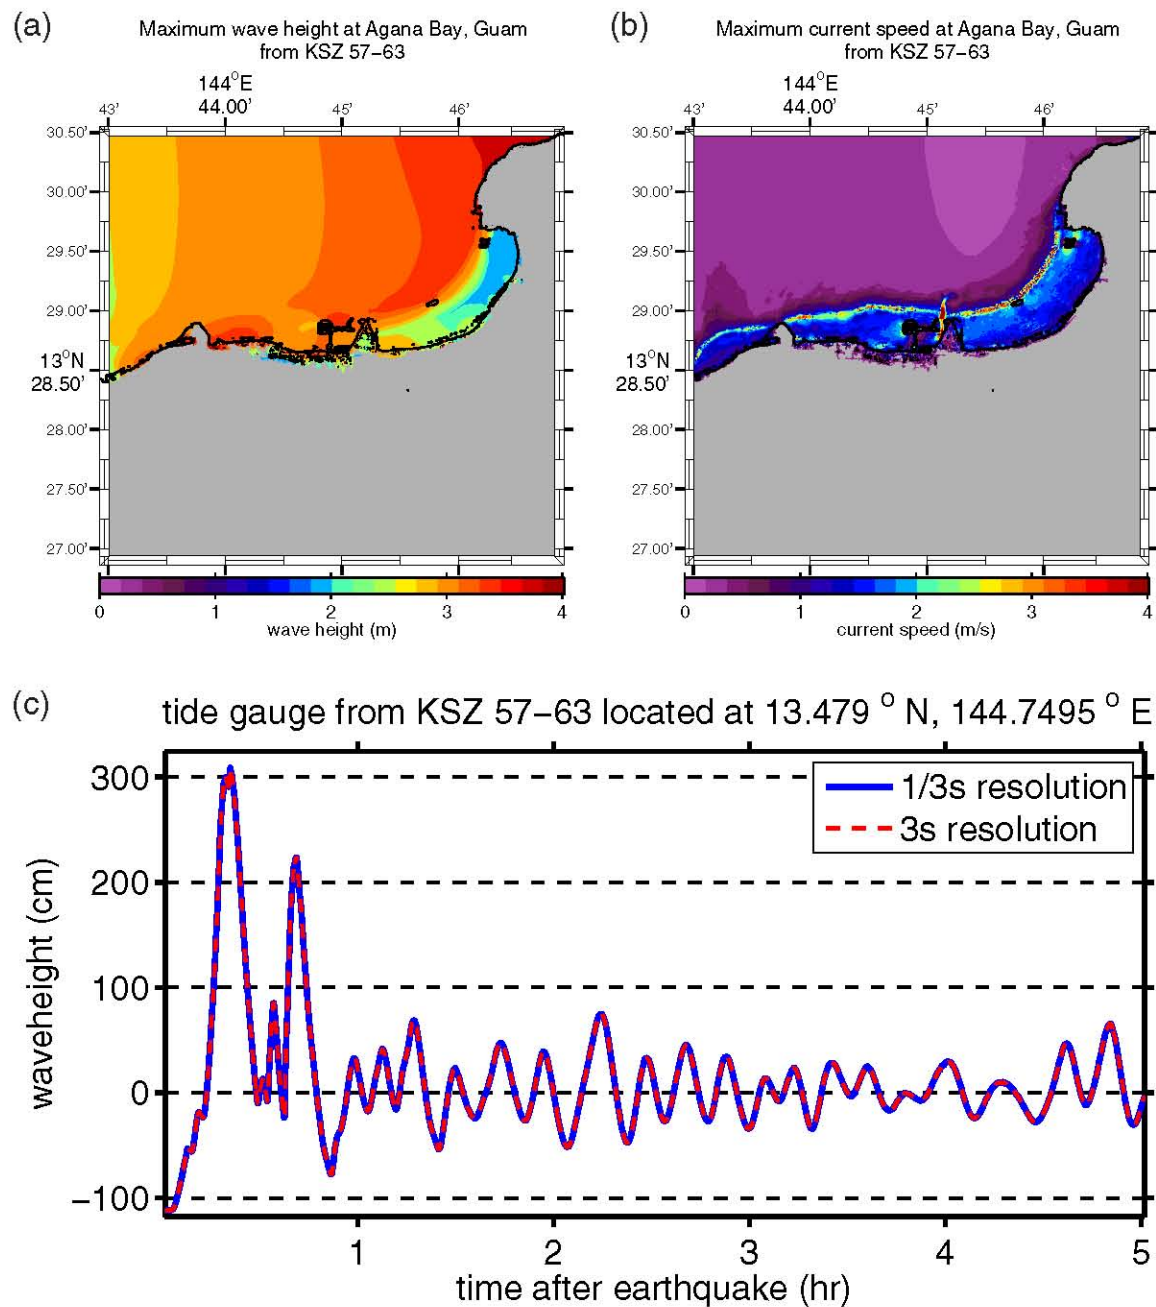 (a)
Maximum wave height at Agana Bay, Guam
from KSZ 57–63
144°E
43' 44.00' 45' 46'
30.50'
30.00'
29.50'
29.00'
13°N
28.50'
28.00'
27.50'
27.00'
0 1 2 3 4
wave height (m)
(b)
Maximum current speed at Agana Bay, Guam
from KSZ 57–63
144°E
43' 44.00' 45' 46'
30.50'
30.00'
29.50'
29.00'
13°N
28.50'
28.00'
27.50'
27.00'
0 1 2 3 4
current speed (m/s)
(c)
tide gauge from KSZ 57–63 located at 13.479 ° N, 144.7495 ° E
300
200
100
0
−100
waveheight (cm)
1/3s resolution
3s resolution
1 2 3 4 5
time after earthquake (hr)